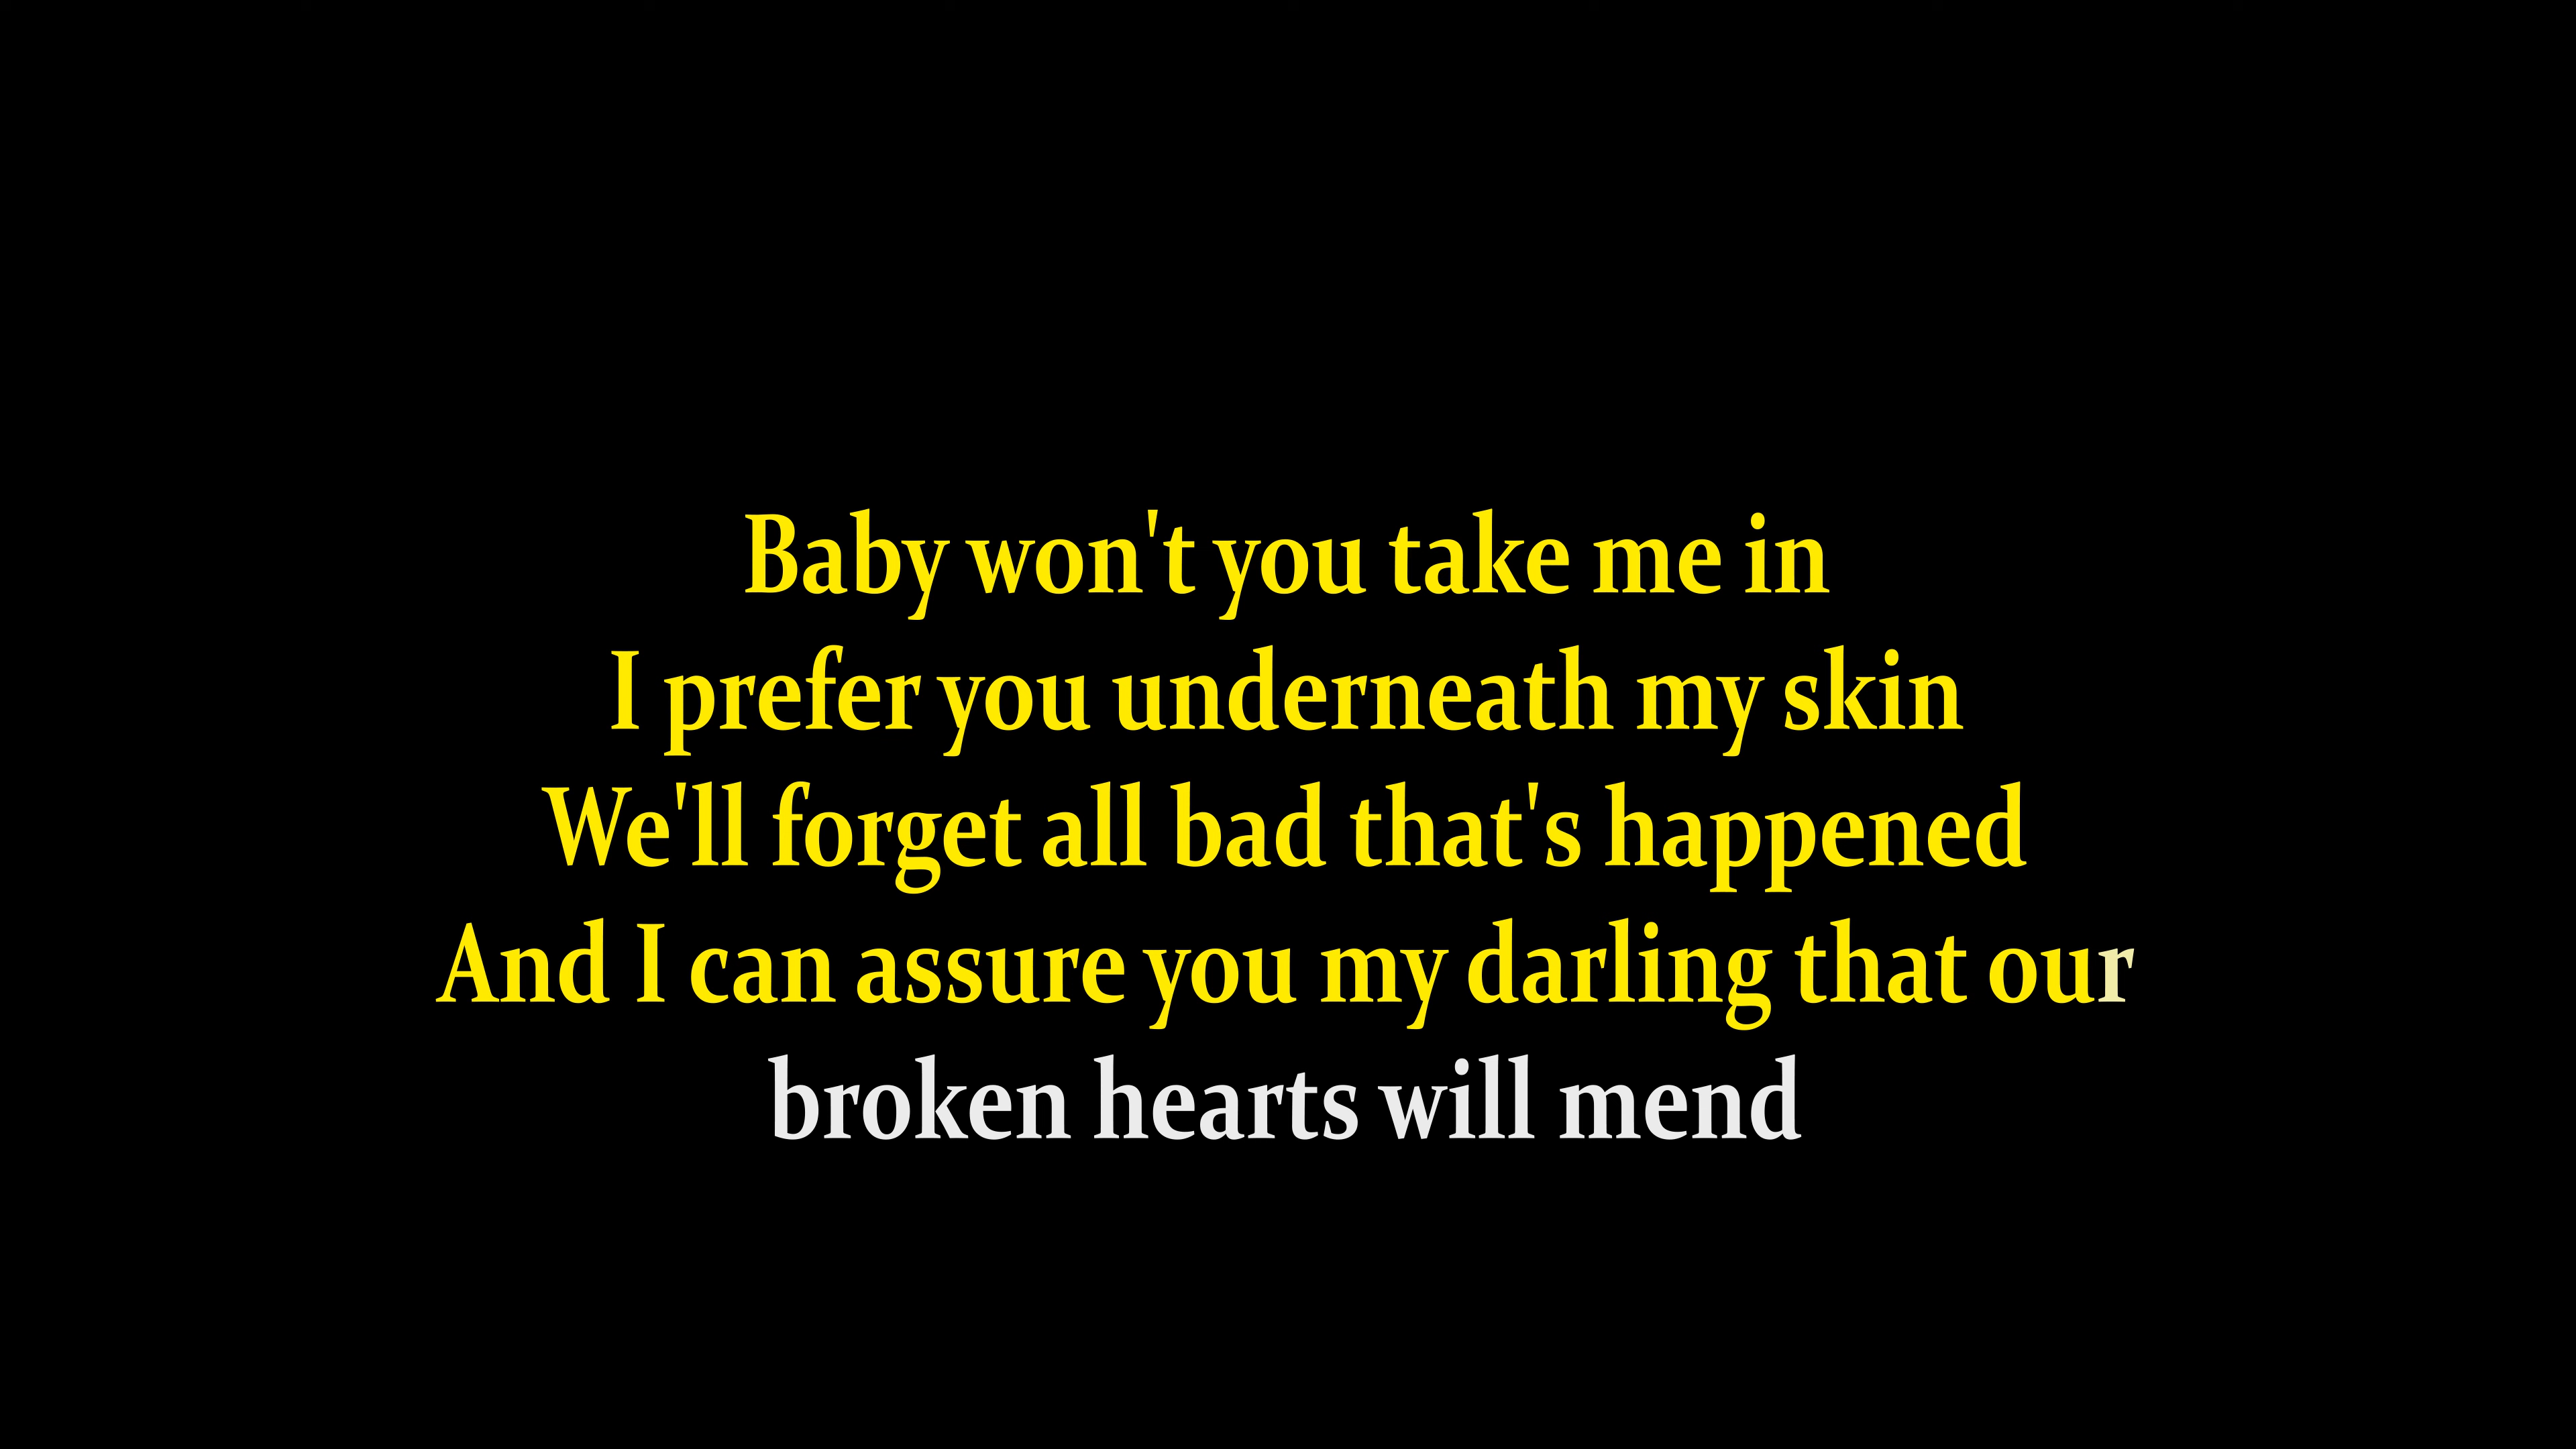 Baby won't you take me in
I prefer you underneath my skin
We'll forget all bad that's happened
And I can assure you my darling that our
broken hearts will mend